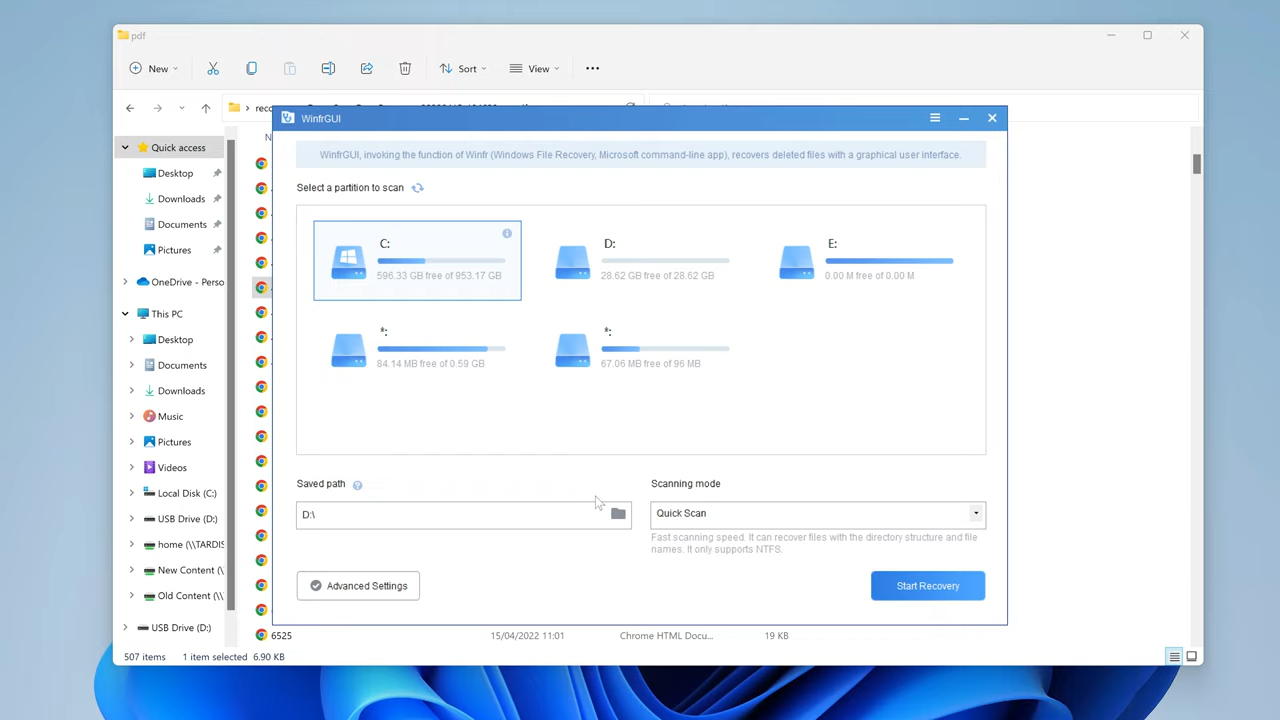 pdf
New
Sort
View
WinfrGUI
WinfrGUI, invoking the function of Winfr (Windows File Recovery, Microsoft command-line app), recovers deleted files with a graphical user interface.
Select a partition to scan
C:
596.33 GB free of 953.17 GB
D:
28.62 GB free of 28.62 GB
E:
0.00 M free of 0.00 M
*:
84.14 MB free of 0.59 GB
*:
67.06 MB free of 96 MB
Saved path
D:\
Scanning mode
Quick Scan
Fast scanning speed. It can recover files with the directory structure and file
names. It only supports NTFS.
Advanced Settings
Start Recovery
Quick access
Desktop
Downloads
Documents
Pictures
OneDrive - Perso
This PC
Desktop
Documents
Downloads
Music
Pictures
Videos
Local Disk (C:)
USB Drive (D:)
home (\\TARDIS
New Content (\
Old Content (\\
USB Drive (D:)
6525 15/04/2022 11:01 Chrome HTML Docu... 19 KB
507 items 1 item selected 6.90 KB